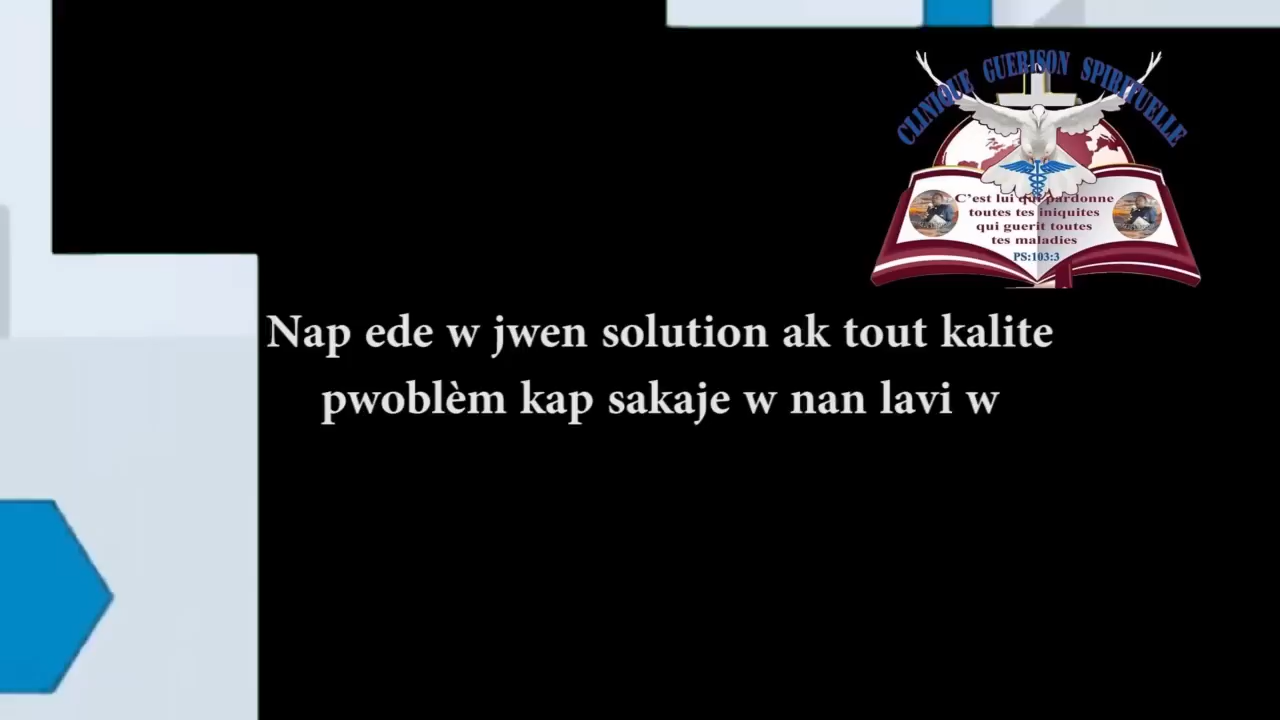 CLINIQUE GUERISON SPIRITUELLE
C'est lui qui pardonne
toutes tes iniquites
qui guerit toutes
tes maladies
PS:103:3
Nap ede w jwen solution ak tout kalite
pwoblèm kap sakaje w nan lavi w